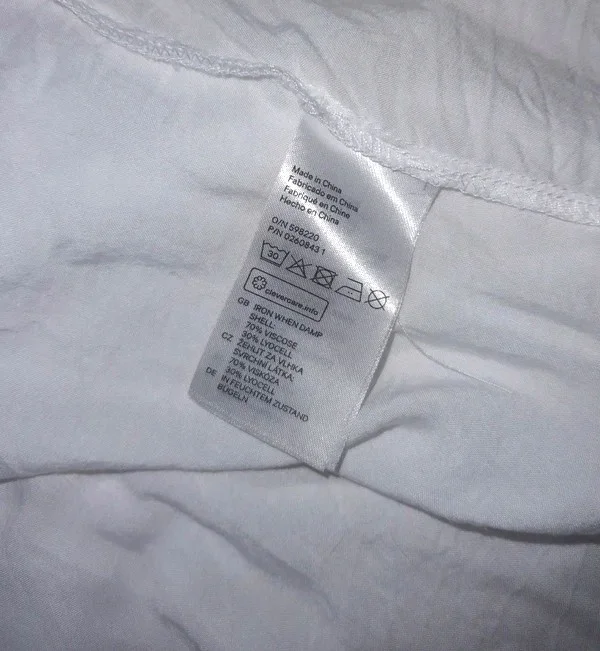 Made in China
Fabricado em China
Fabriqué en Chine
Hecho en China
O/N 598220
P/N 0260843 1
30
clevercare.info
GB IRON WHEN DAMP
SHELL:
70% VISCOSE
30% LYOCELL
CZ ŽEHLIT ZA VLHKA
SVRCHNÍ LÁTKA:
70% VISKÓZA
30% LYOCELL
DE IN FEUCHTEM ZUSTAND
BÜGELN